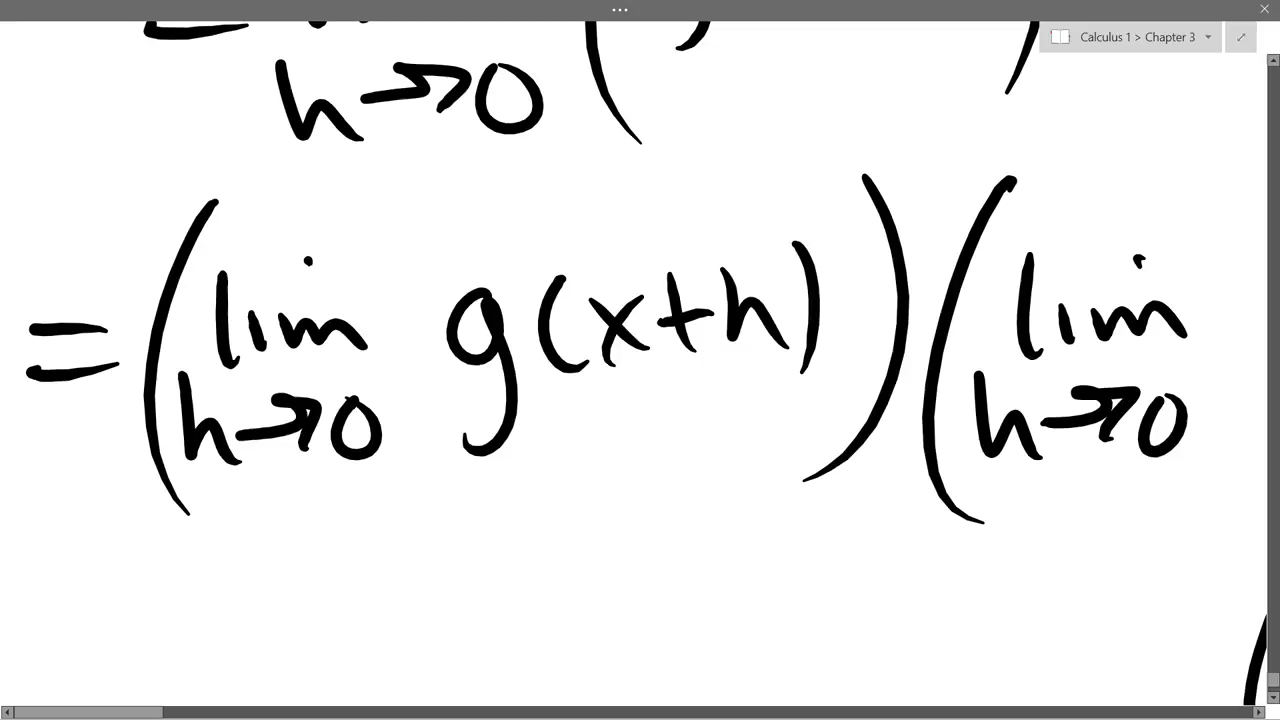 Calculus 1 > Chapter 3
h→0 ( )
= (lim g(x+h)) (lim
h→0 h→0